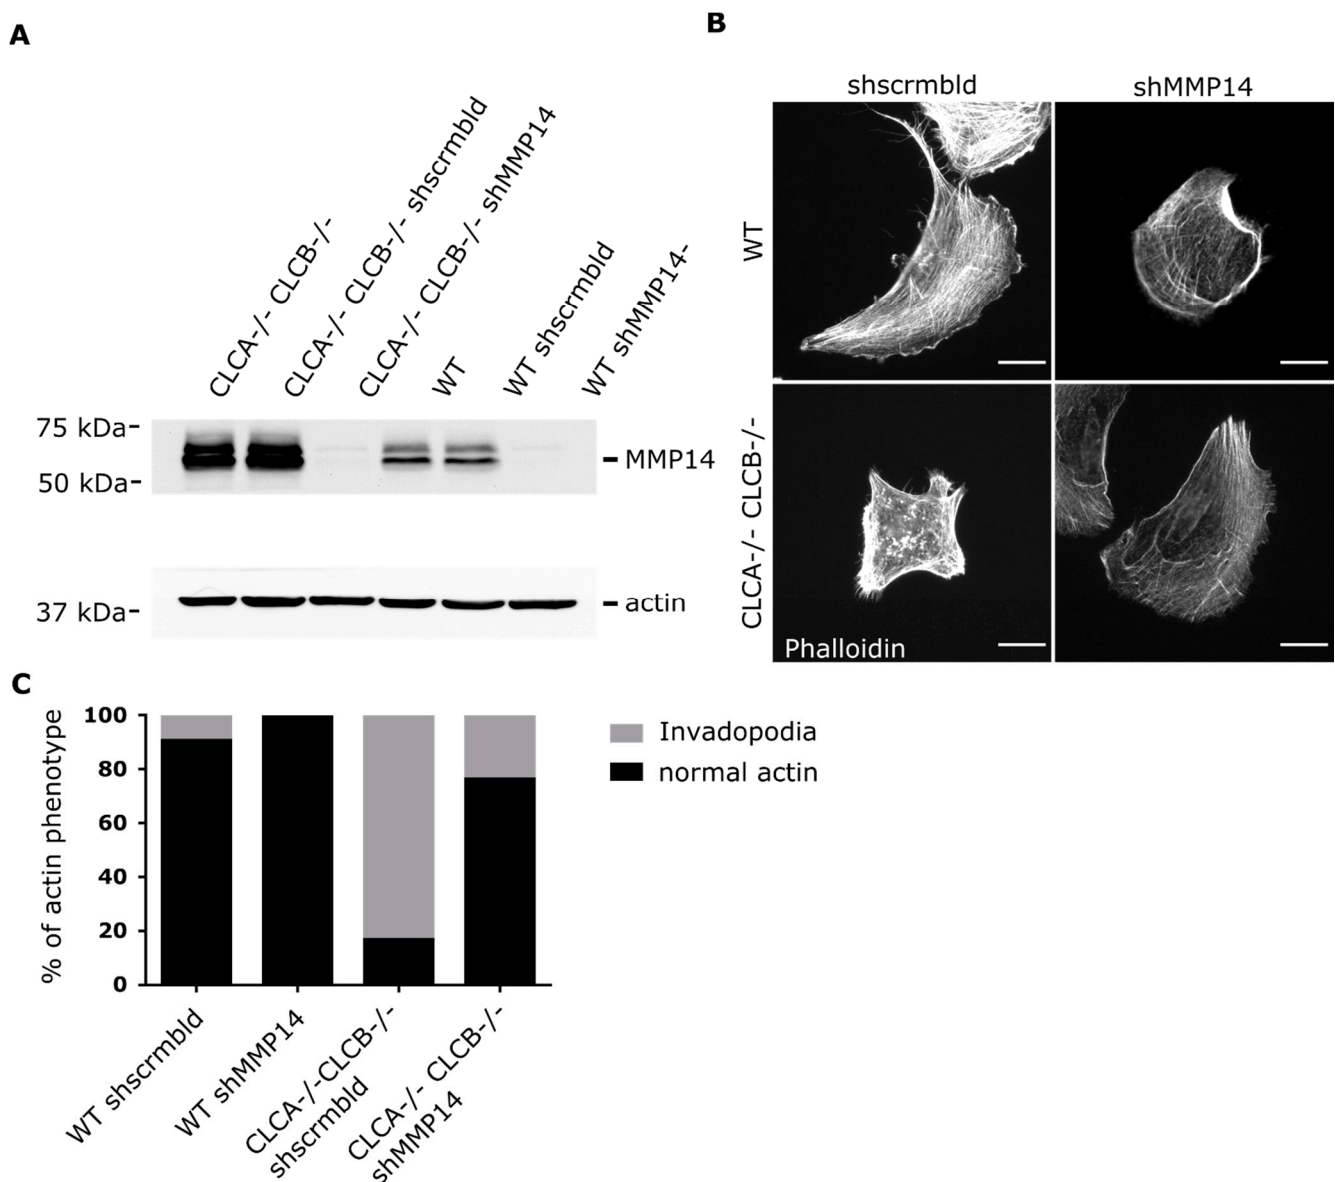 A
CLCA-/- CLCB-/-
CLCA-/- CLCB-/- shscrmbld
CLCA-/- CLCB-/- shMMP14
WT
WT shscrmbld
WT shMMP14-
75 kDa-
50 kDa-
MMP14
37 kDa-
actin
B
shscrmbld
shMMP14
WT
CLCA-/- CLCB-/-
Phalloidin
C
% of actin phenotype
100
80
60
40
20
0
WT shscrmbld
WT shMMP14
CLCA-/-CLCB-/-
shscrmbld
CLCA-/- CLCB-/-
shMMP14
Invadopodia
normal actin